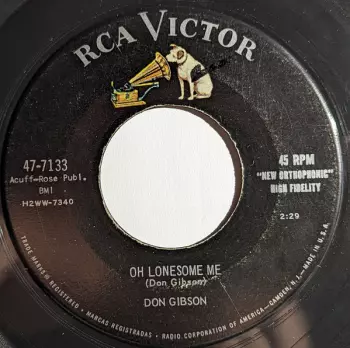 RCA VICTOR
47-7133
Acuff-Rose Publ.
BMI
H2WW-7340
45 RPM
"NEW ORTHOPHONIC"
HIGH FIDELITY
2:29
OH LONESOME ME
(Don Gibson)
DON GIBSON
TRADE MARKS ® REGISTERED • MARCAS REGISTRADAS • RADIO CORPORATION OF AMERICA—CAMDEN, N.J. • MADE IN U.S.A.